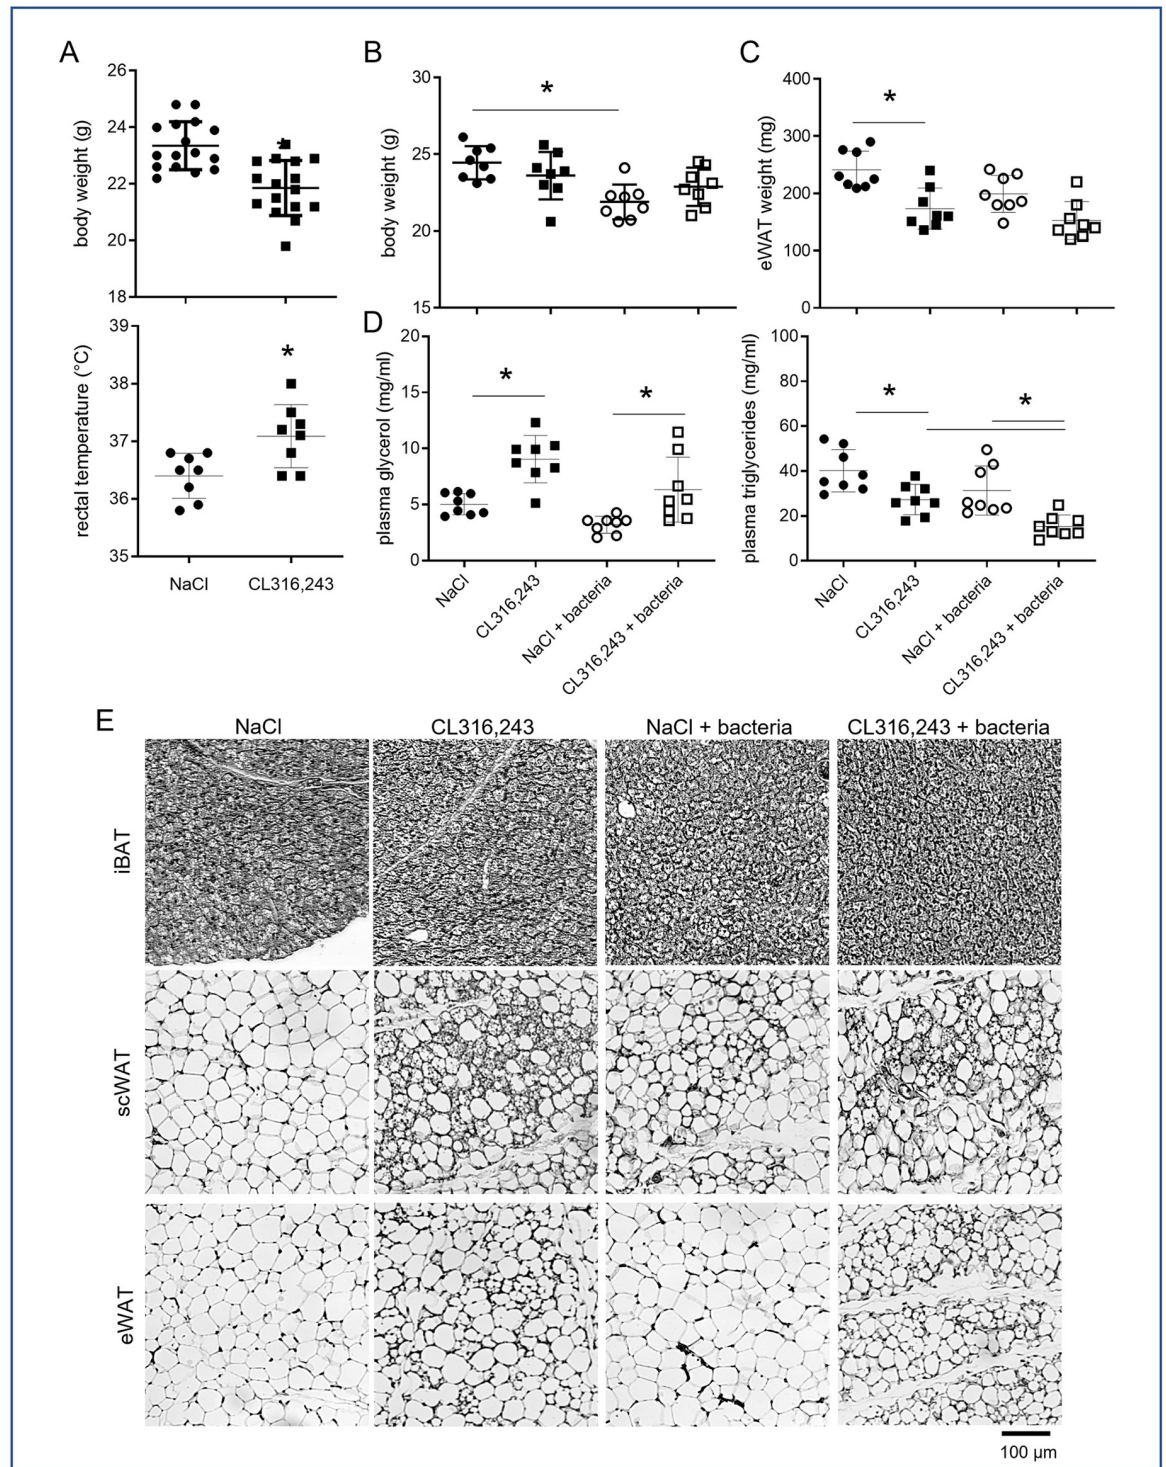 A
B
C
26
24
22
20
18
body weight (g)
*
30
25
20
15
body weight (g)
*
400
300
200
100
0
eWAT weight (mg)
*
39
38
37
36
35
rectal temperature (°C)
*
NaCl
CL316,243
D
20
15
10
5
0
plasma glycerol (mg/ml)
*
*
NaCl
CL316,243
NaCl + bacteria
CL316,243 + bacteria
100
80
60
40
20
0
plasma triglycerides (mg/ml)
*
*
NaCl
CL316,243
NaCl + bacteria
CL316,243 + bacteria
E
NaCl
CL316,243
NaCl + bacteria
CL316,243 + bacteria
iBAT
scWAT
eWAT
100 µm